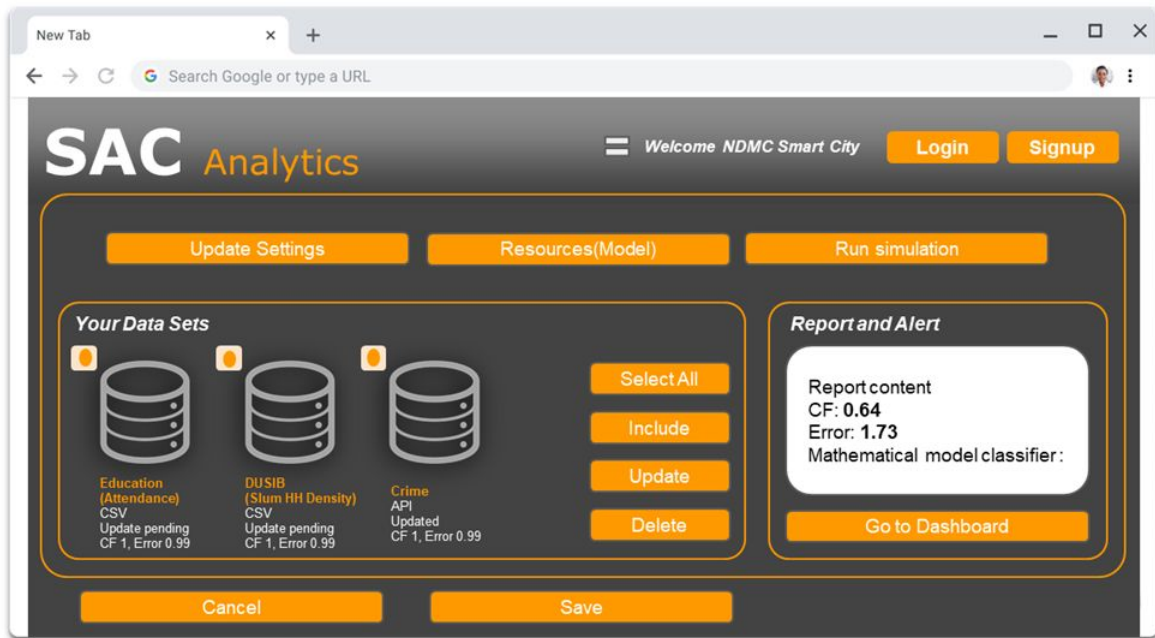 New Tab
Search Google or type a URL
SAC Analytics
Welcome NDMC Smart City
Login
Signup
Update Settings
Resources(Model)
Run simulation
Your Data Sets
Education
(Attendance)
CSV
Update pending
CF 1, Error 0.99
DUSIB
(Slum HH Density)
CSV
Update pending
CF 1, Error 0.99
Crime
API
Updated
CF 1, Error 0.99
Select All
Include
Update
Delete
Report and Alert
Report content
CF: 0.64
Error: 1.73
Mathematical model classifier :
Go to Dashboard
Cancel
Save